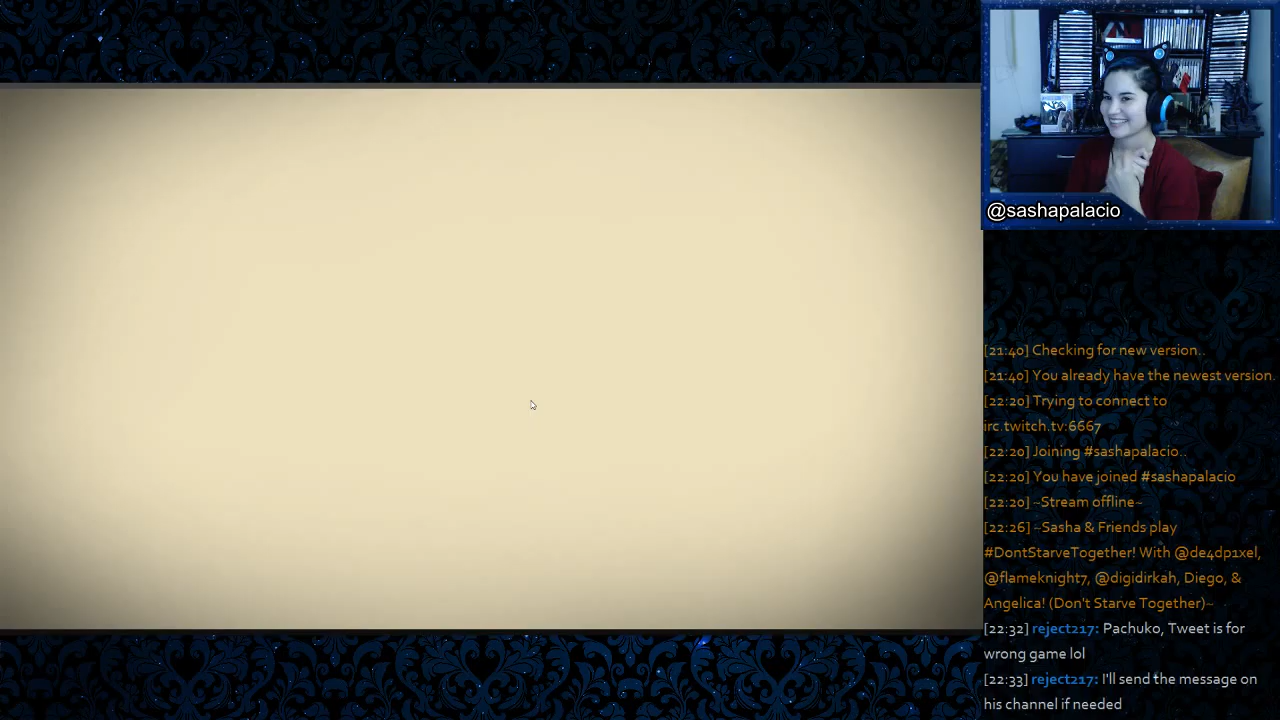 @sashapalacio
[21:40] Checking for new version..
[21:40] You already have the newest version.
[22:20] Trying to connect to
irc.twitch.tv:6667
[22:20] Joining #sashapalacio..
[22:20] You have joined #sashapalacio
[22:20] ~Stream offline~
[22:26] ~Sasha & Friends play
#DontStarveTogether! With @de4dp1xel,
@flameknight7, @digidirkah, Diego, &
Angelica! (Don't Starve Together)~
[22:32] reject217: Pachuko, Tweet is for
wrong game lol
[22:33] reject217: I'll send the message on
his channel if needed